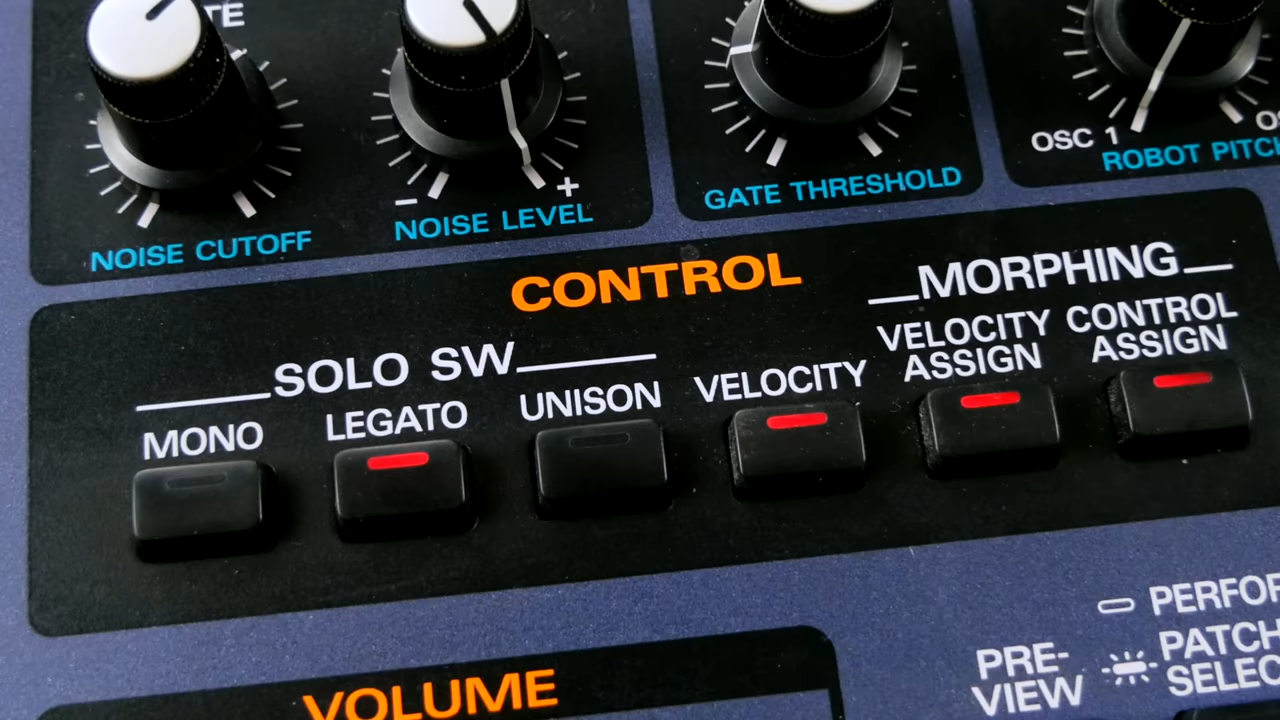 NOISE CUTOFF
- +
NOISE LEVEL
GATE THRESHOLD
OSC 1
ROBOT PITCH
CONTROL
SOLO SW
MORPHING
MONO
LEGATO
UNISON
VELOCITY
VELOCITY
ASSIGN
CONTROL
ASSIGN
VOLUME
PRE-
VIEW
PATCH